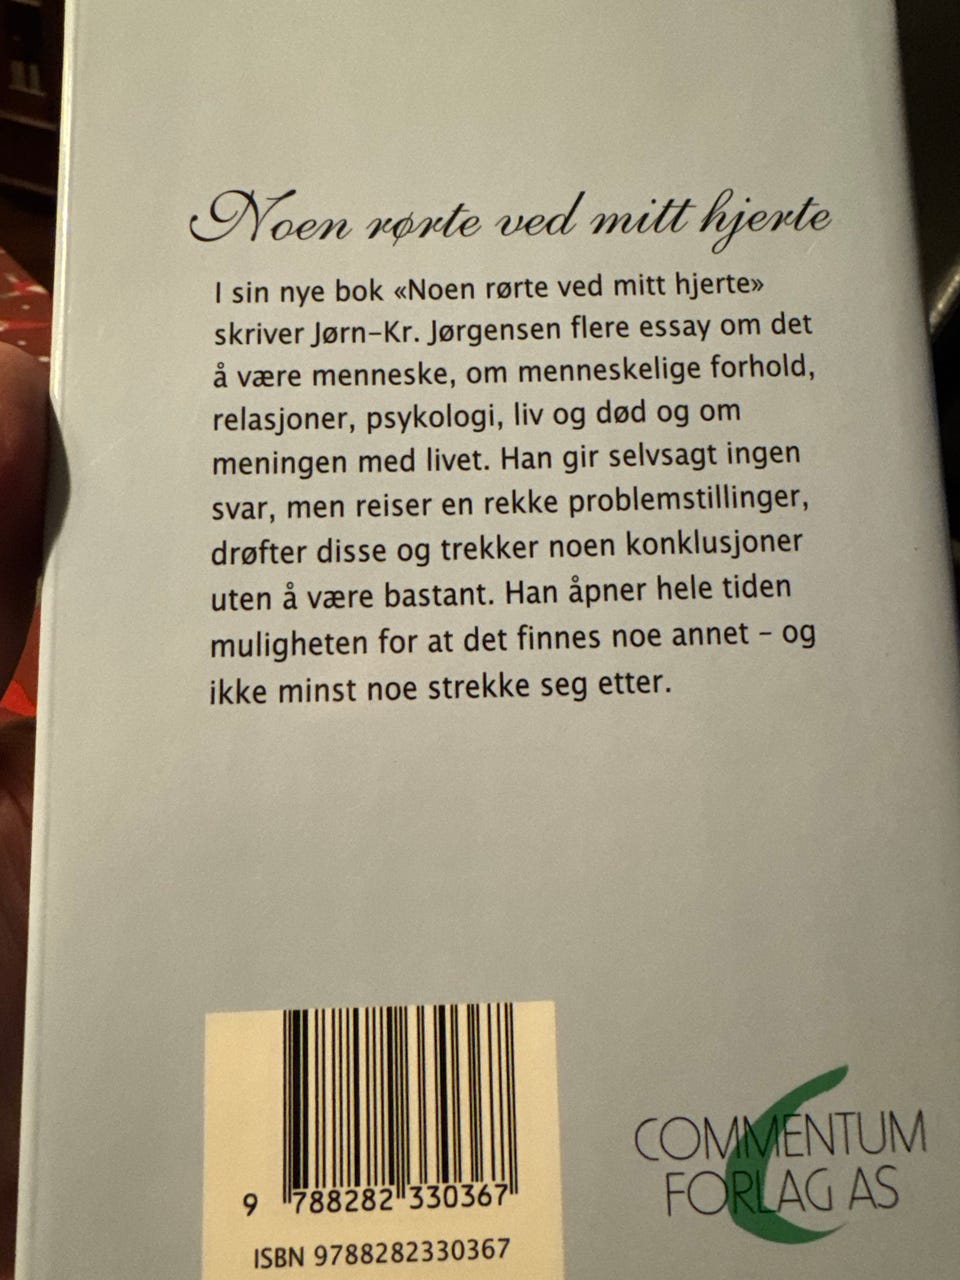 Noen rørte ved mitt hjerte
I sin nye bok «Noen rørte ved mitt hjerte»
skriver Jørn-Kr. Jørgensen flere essay om det
å være menneske, om menneskelige forhold,
relasjoner, psykologi, liv og død og om
meningen med livet. Han gir selvsagt ingen
svar, men reiser en rekke problemstillinger,
drøfter disse og trekker noen konklusjoner
uten å være bastant. Han åpner hele tiden
muligheten for at det finnes noe annet – og
ikke minst noe strekke seg etter.
9 788282 330367
ISBN 9788282330367
COMMENTUM
FORLAG AS